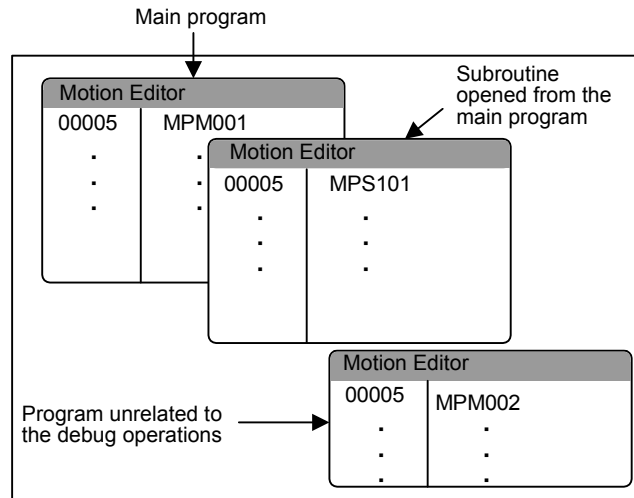 Main program
Motion Editor
00005 MPM001
Subroutine
opened from the
main program
Motion Editor
00005 MPS101
Motion Editor
00005 MPM002
Program unrelated to
the debug operations